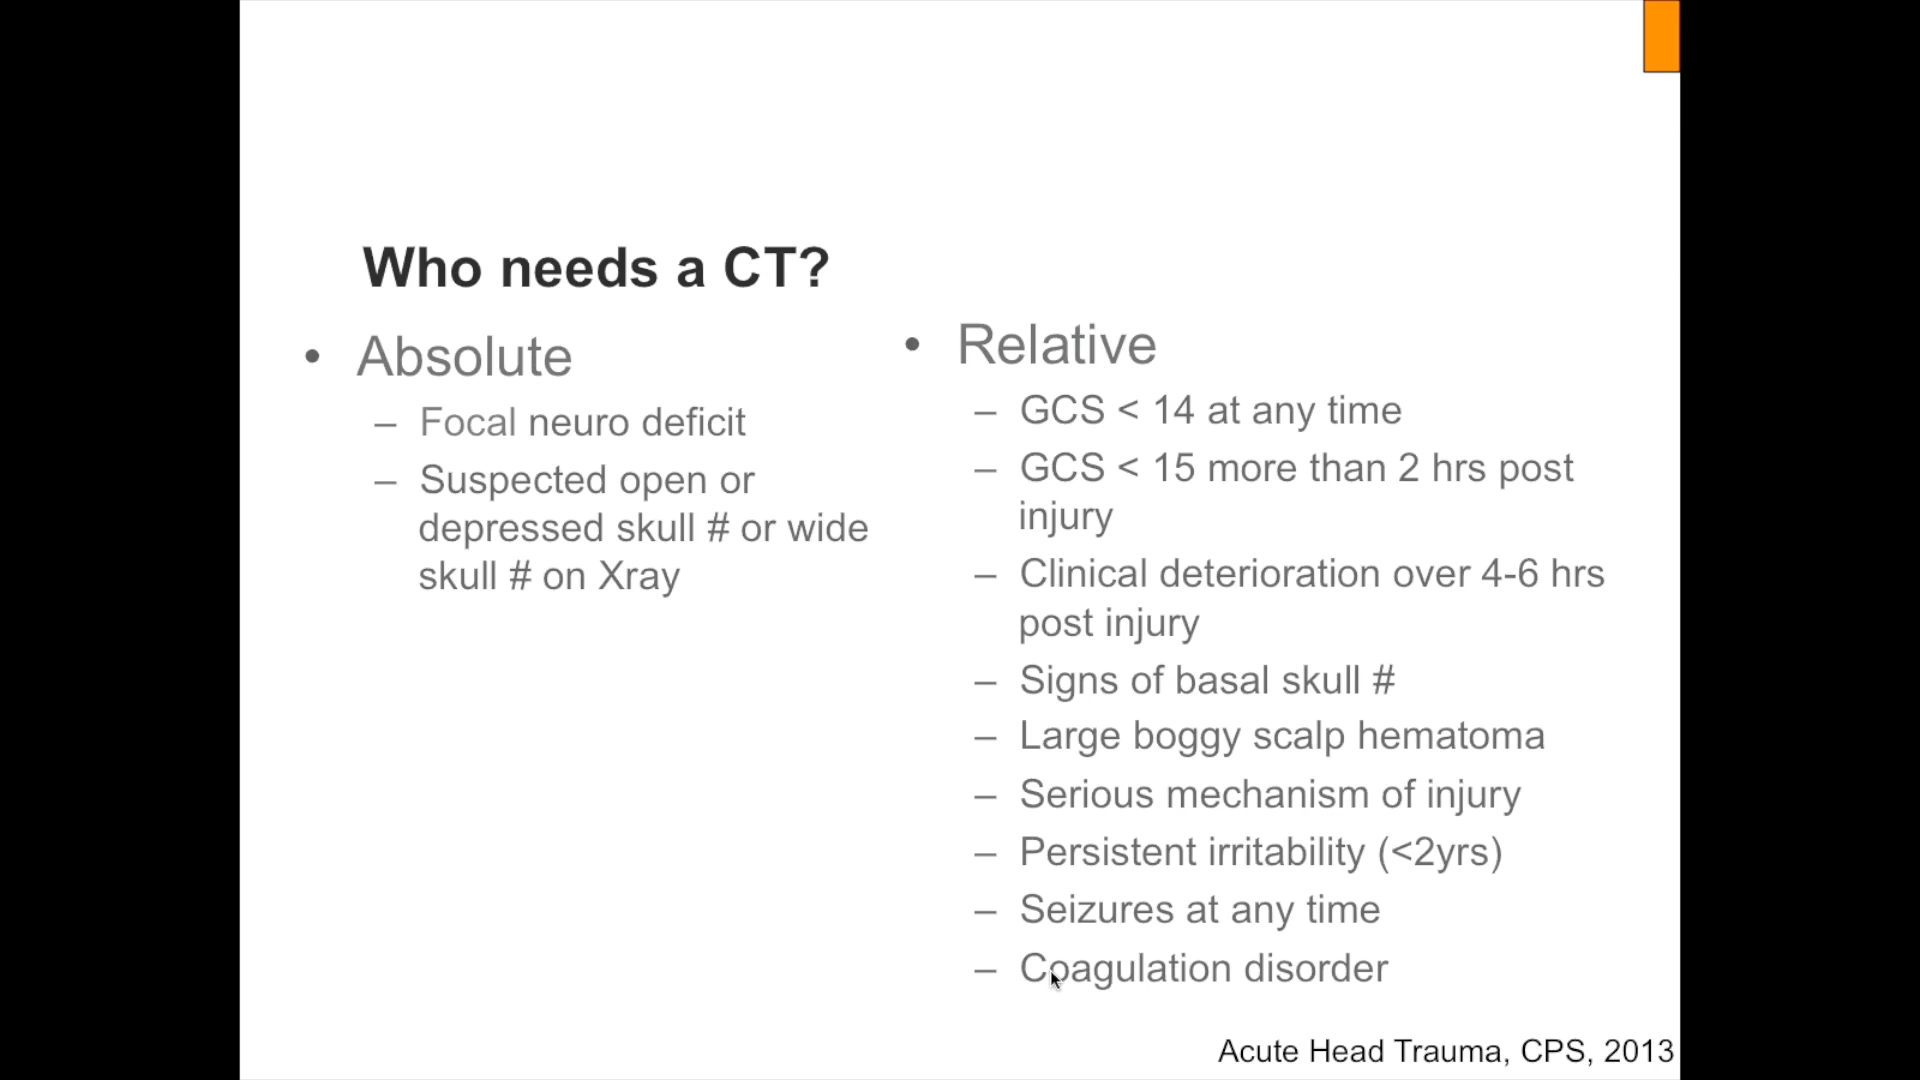 Who needs a CT?
• Absolute
– Focal neuro deficit
– Suspected open or
depressed skull # or wide
skull # on Xray
• Relative
– GCS < 14 at any time
– GCS < 15 more than 2 hrs post
injury
– Clinical deterioration over 4-6 hrs
post injury
– Signs of basal skull #
– Large boggy scalp hematoma
– Serious mechanism of injury
– Persistent irritability (<2yrs)
– Seizures at any time
– Coagulation disorder
Acute Head Trauma, CPS, 2013